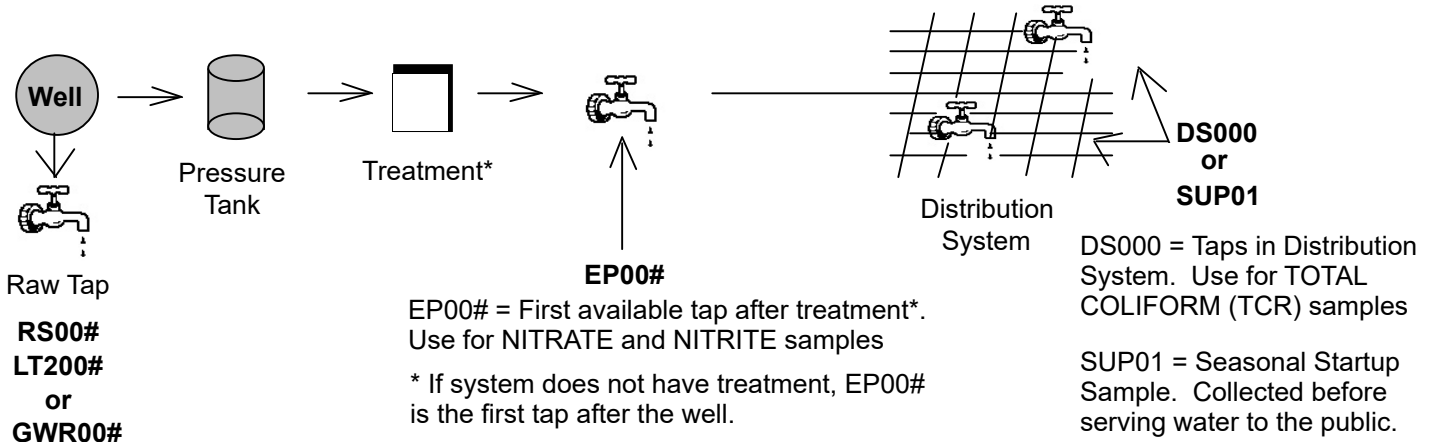 Well
Pressure
Tank
Treatment*
Raw Tap
RS00#
LT200#
or
GWR00#
EP00#
EP00# = First available tap after treatment*.
Use for NITRATE and NITRITE samples
* If system does not have treatment, EP00#
is the first tap after the well.
Distribution
System
DS000
or
SUP01
DS000 = Taps in Distribution
System. Use for TOTAL
COLIFORM (TCR) samples
SUP01 = Seasonal Startup
Sample. Collected before
serving water to the public.